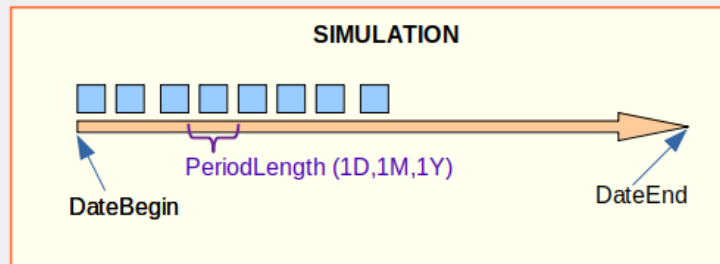 SIMULATION
PeriodLength (1D,1M,1Y)
DateBegin
DateEnd